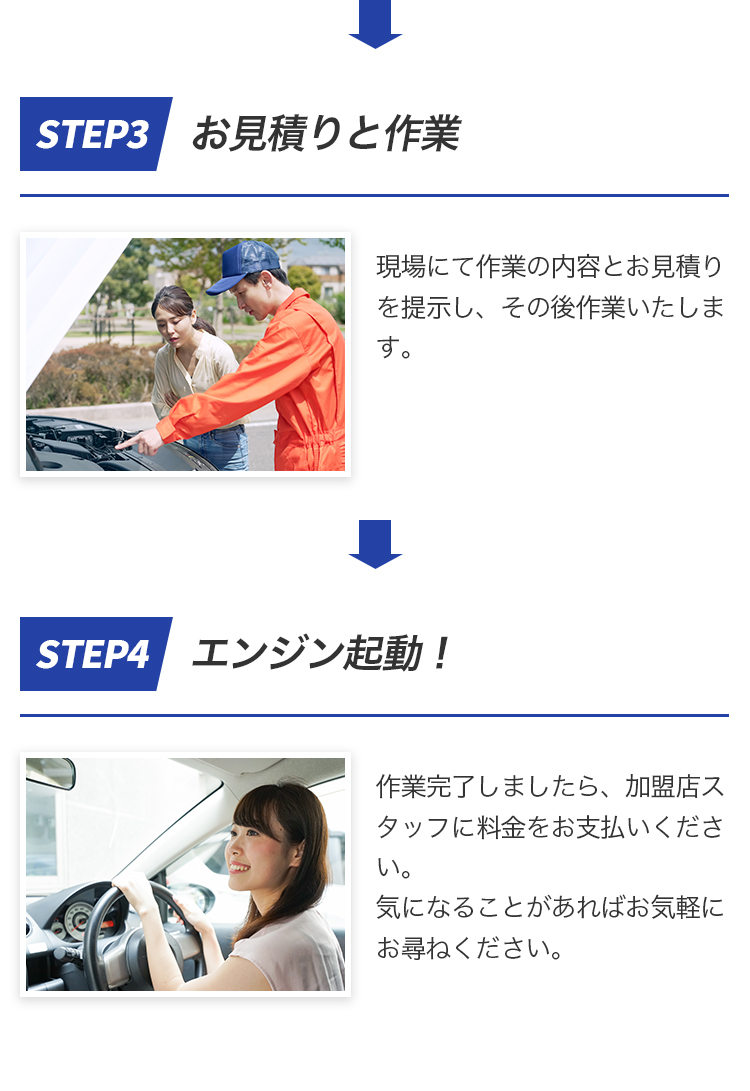 STEP3 お見積りと作業
現場にて作業の内容とお見積り
を提示し、その後作業いたしま
す。
STEP4 エンジン起動！
作業完了しましたら、加盟店ス
タッフに料金をお支払いくださ
い。
気になることがあればお気軽に
お尋ねください。